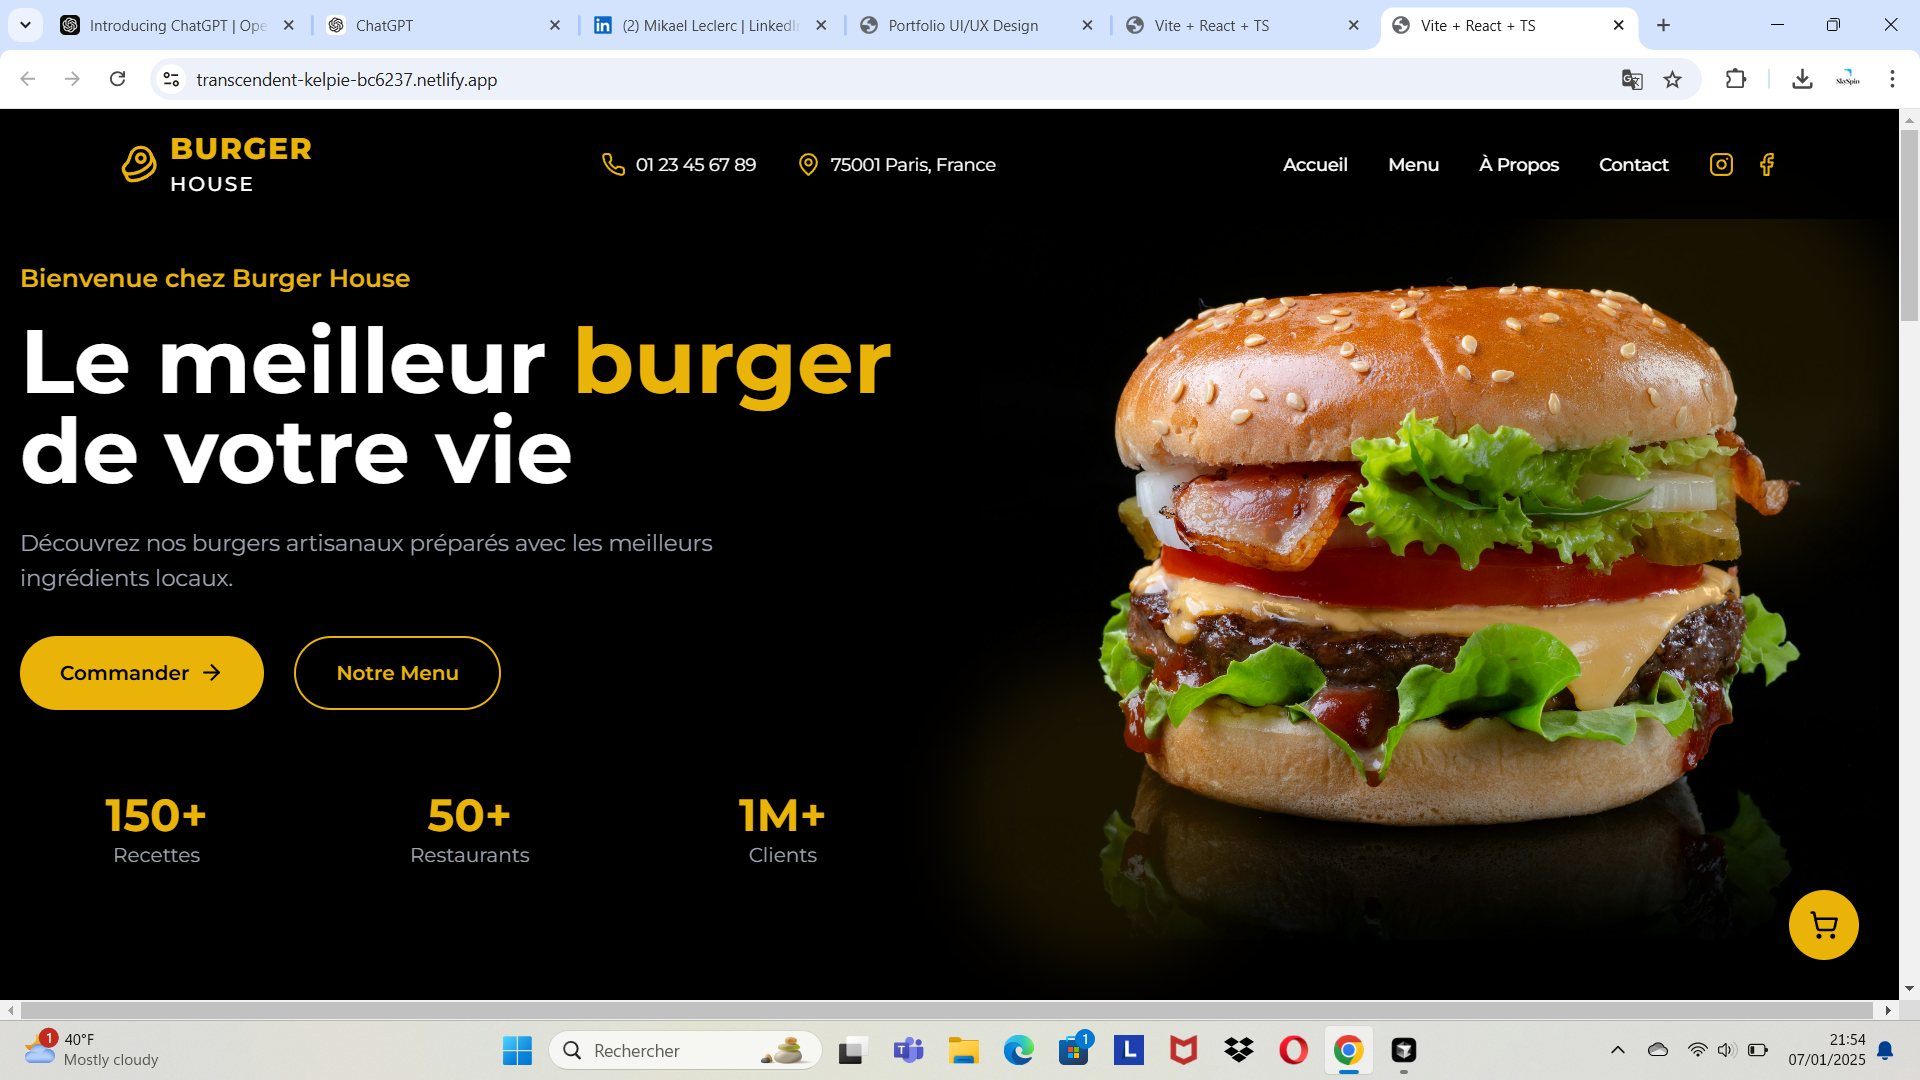 Introducing ChatGPT | Ope
ChatGPT
(2) Mikael Leclerc | LinkedIn
Portfolio UI/UX Design
Vite + React + TS
Vite + React + TS
transcendent-kelpie-bc6237.netlify.app
SkySpin
BURGER
HOUSE
01 23 45 67 89
75001 Paris, France
Accueil
Menu
À Propos
Contact
Bienvenue chez Burger House
Le meilleur burger
de votre vie
Découvrez nos burgers artisanaux préparés avec les meilleurs
ingrédients locaux.
Commander
Notre Menu
150+
Recettes
50+
Restaurants
1M+
Clients
1
40°F
Mostly cloudy
Rechercher
1
L
21:54
07/01/2025